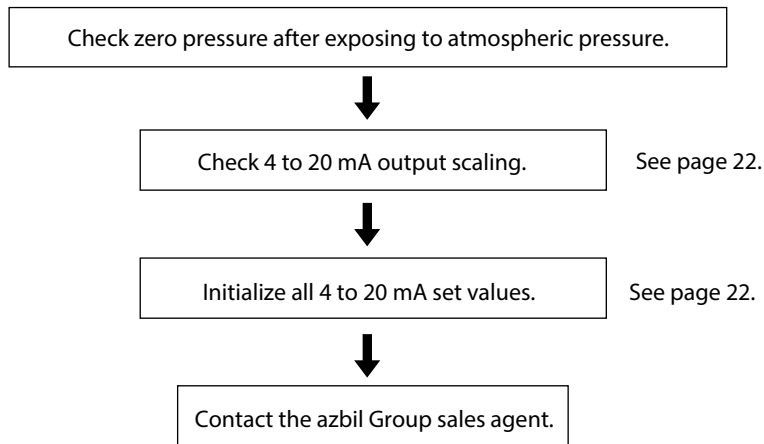 Check zero pressure after exposing to atmospheric pressure.
Check 4 to 20 mA output scaling.
See page 22.
Initialize all 4 to 20 mA set values.
See page 22.
Contact the azbil Group sales agent.